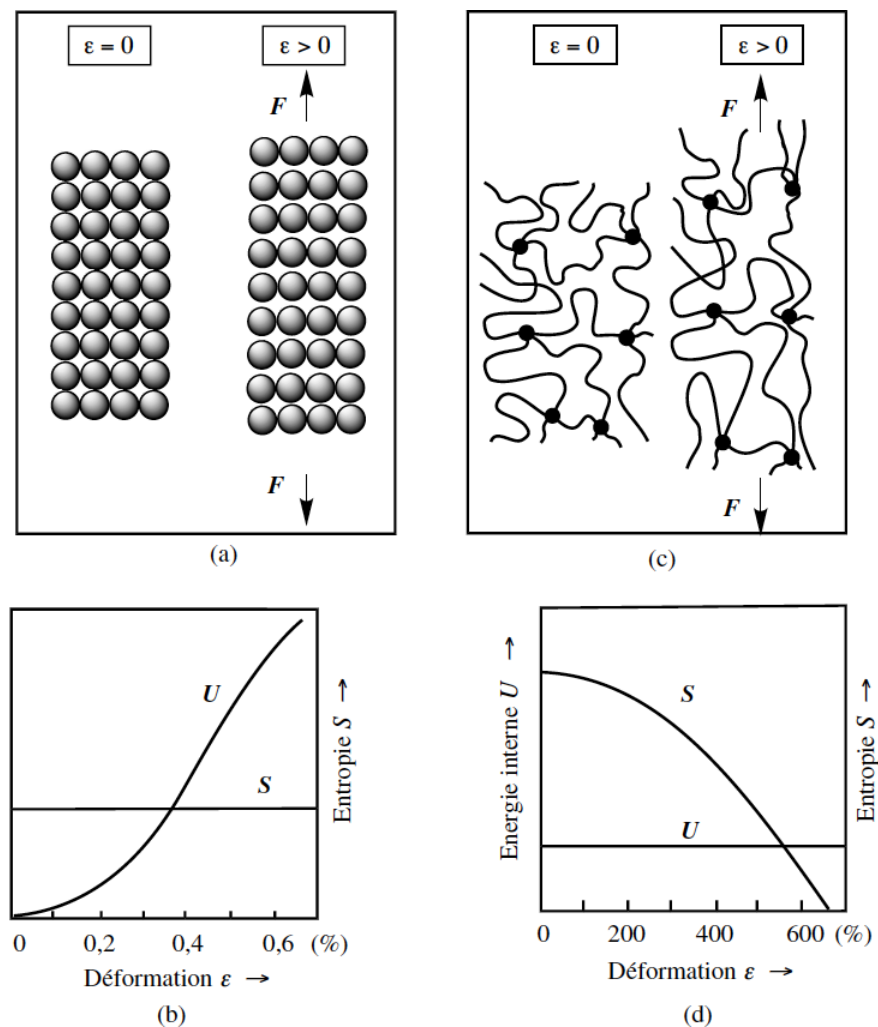 ε = 0
ε > 0
F
F
(a)
ε = 0
ε > 0
F
F
(c)
U
S
Entropie S →
0 0,2 0,4 0,6 (%)
Déformation ε →
(b)
Energie interne U →
S
U
Entropie S →
0 200 400 600 (%)
Déformation ε →
(d)